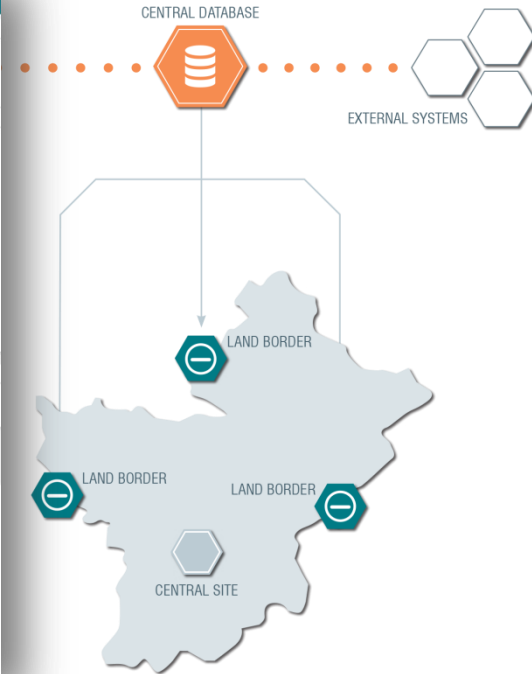 CENTRAL DATABASE
EXTERNAL SYSTEMS
LAND BORDER
LAND BORDER
LAND BORDER
CENTRAL SITE